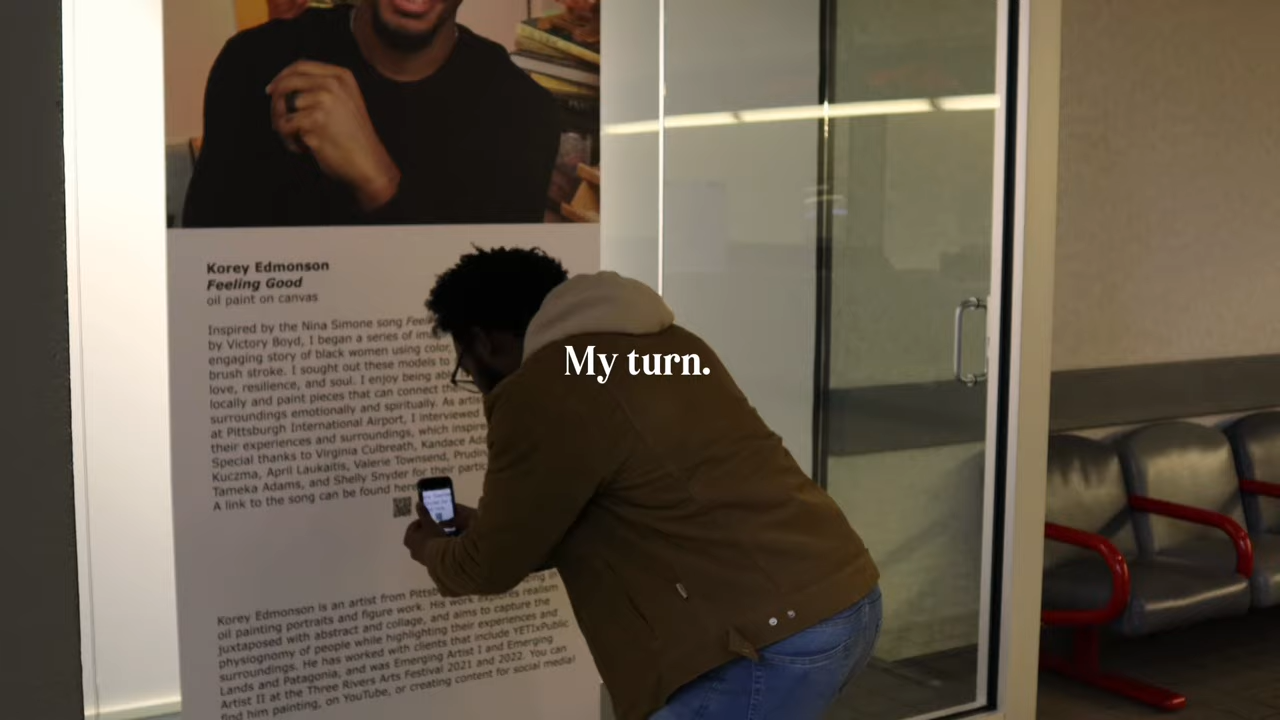 Korey Edmonson
Feeling Good
oil paint on canvas
Inspired by the Nina Simone song
by Victory Boyd, I began a series of
engaging story of black women using color,
brush stroke. I sought out these models to
love, resilience, and soul. I enjoy being
locally and paint pieces that can connect
surroundings emotionally and spiritually. As
at Pittsburgh International Airport, I interviewed
their experiences and surroundings, which
Special thanks to Virginia Culbreath, Kandace
Kuczma, April Laukaitis, Valerie Townsend,
Tameka Adams, and Shelly Snyder for their
A link to the song can be found here
My turn.
Korey Edmonson is an artist from
oil painting portraits and figure work. His work explores realism
juxtaposed with abstract and collage, and aims to capture the
physiognomy of people while highlighting their experiences and
surroundings. He has worked with clients that include YETIxPublic
Lands and Patagonia, and was Emerging Artist I and Emerging
Artist II at the Three Rivers Arts Festival 2021 and 2022. You can
find him painting, on YouTube, or creating content for social media!